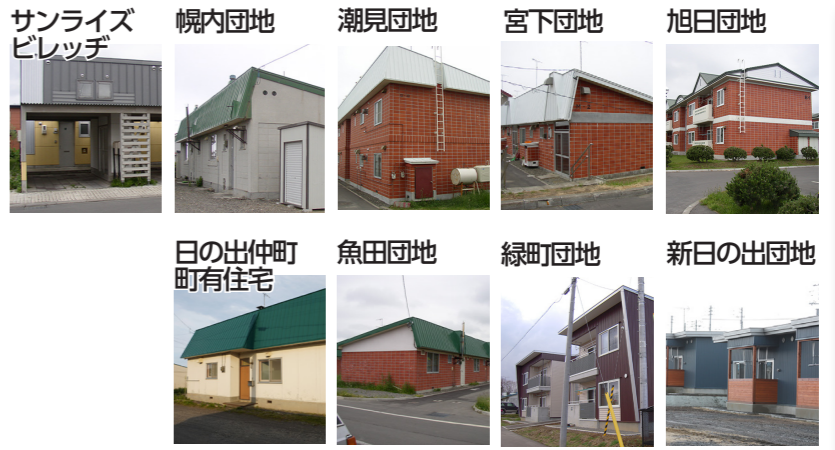 サンライズ
ビレッヂ
幌内団地
潮見団地
宮下団地
旭日団地
日の出仲町
町有住宅
魚田団地
緑町団地
新日の出団地